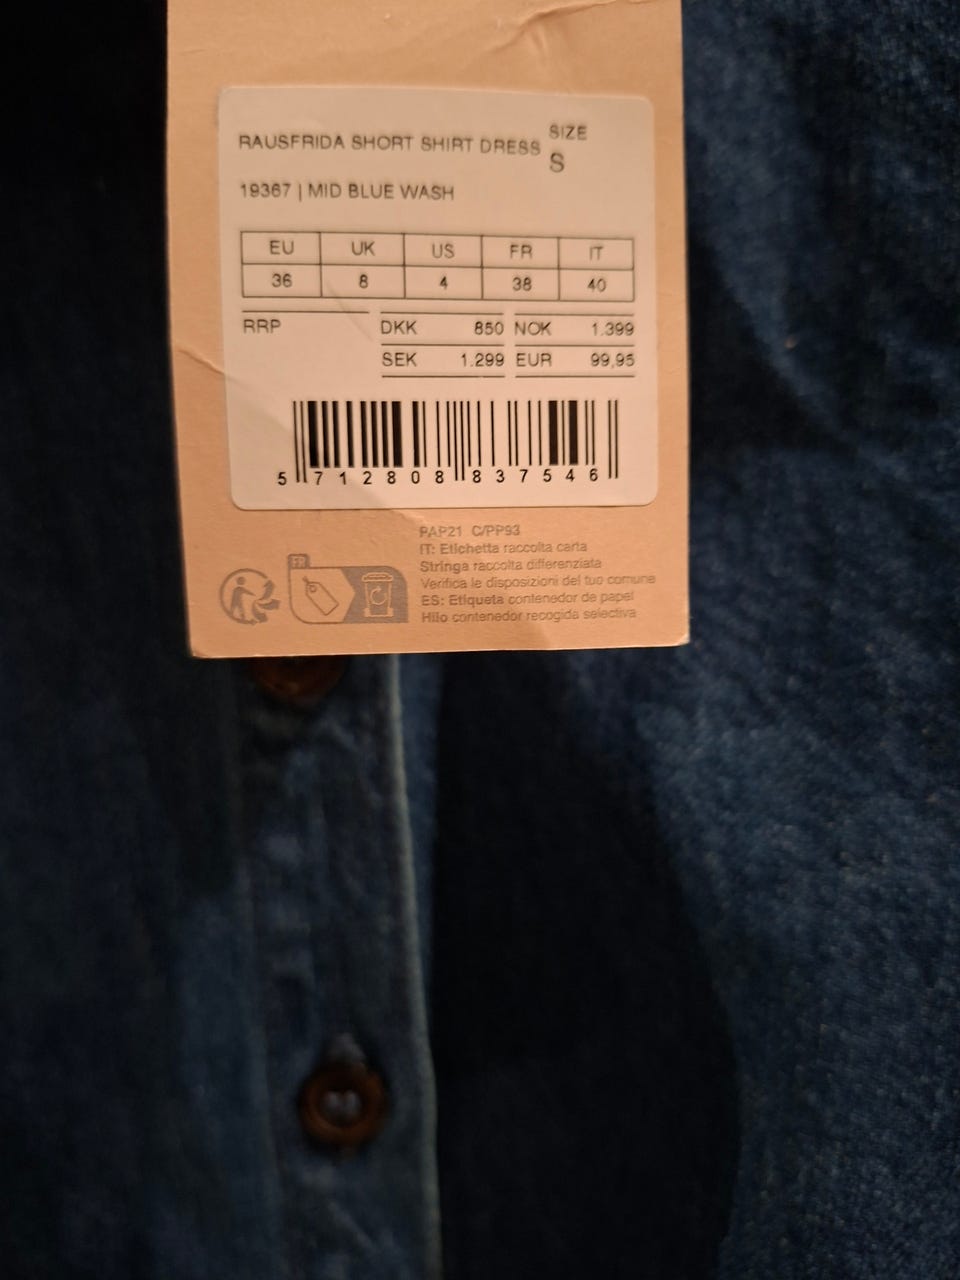 RAUSFRIDA SHORT SHIRT DRESS
SIZE
S
19367 | MID BLUE WASH
EU UK US FR IT
36 8 4 38 40
RRP DKK 850 NOK 1.399
SEK 1.299 EUR 99,95
5 712808 837546
PAP21 C/PP93
IT: Etichetta raccolta carta
Stringa raccolta differenziata
Verifica le disposizioni del tuo comune
ES: Etiqueta contenedor de papel
Hilo contenedor recogida selectiva
FR